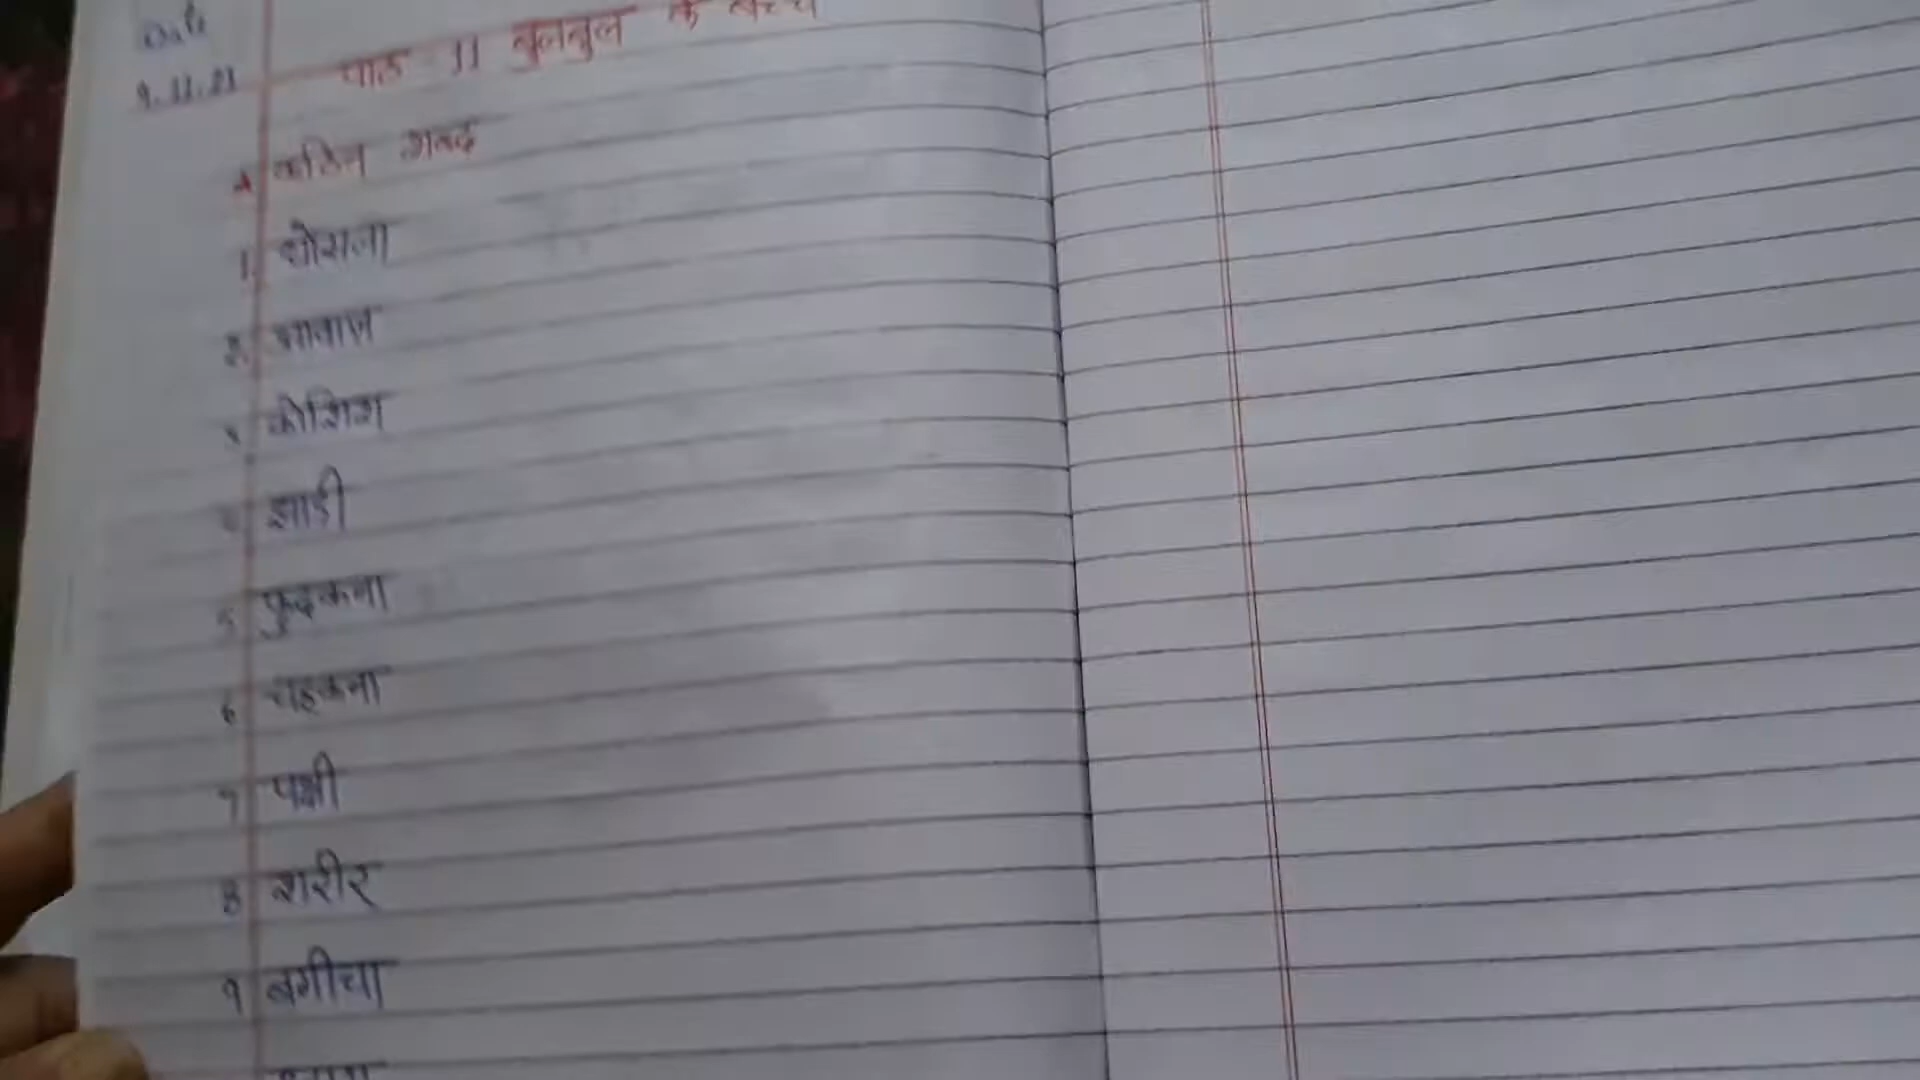 Date
9.11.21
पाठ 11 बुलबुल के बच्चे
कठिन शब्द
1. घोसला
2. आवाज
3. कोशिश
4. झाडी
5. फुदकना
6. चहकना
7. पक्षी
8. शरीर
9. बगीचा